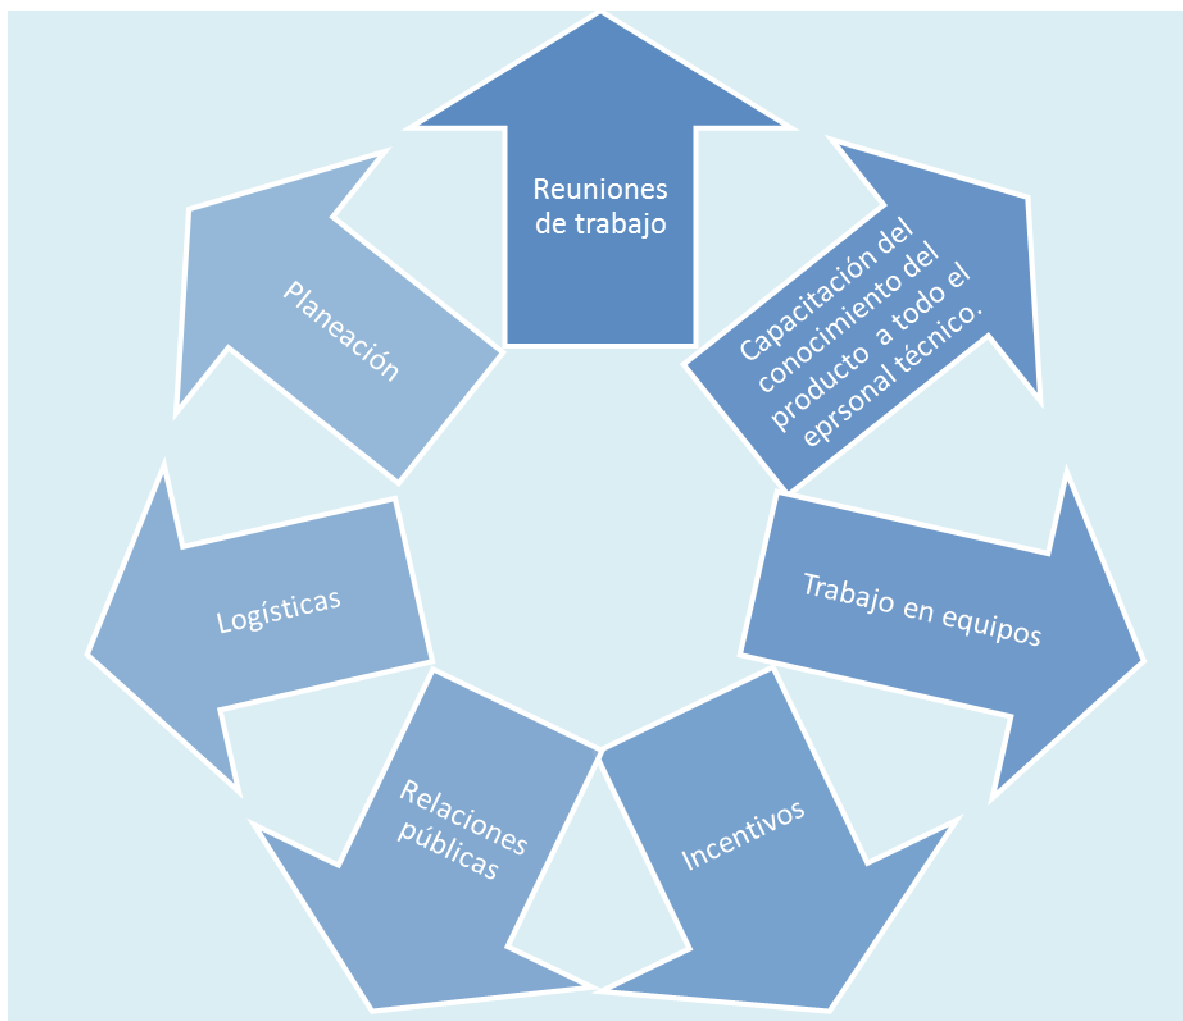 Reuniones
de trabajo
Capacitación del
conocimiento del
producto a todo el
eprsonal técnico.
Trabajo en equipos
Incentivos
Relaciones
públicas
Logísticas
Planeación